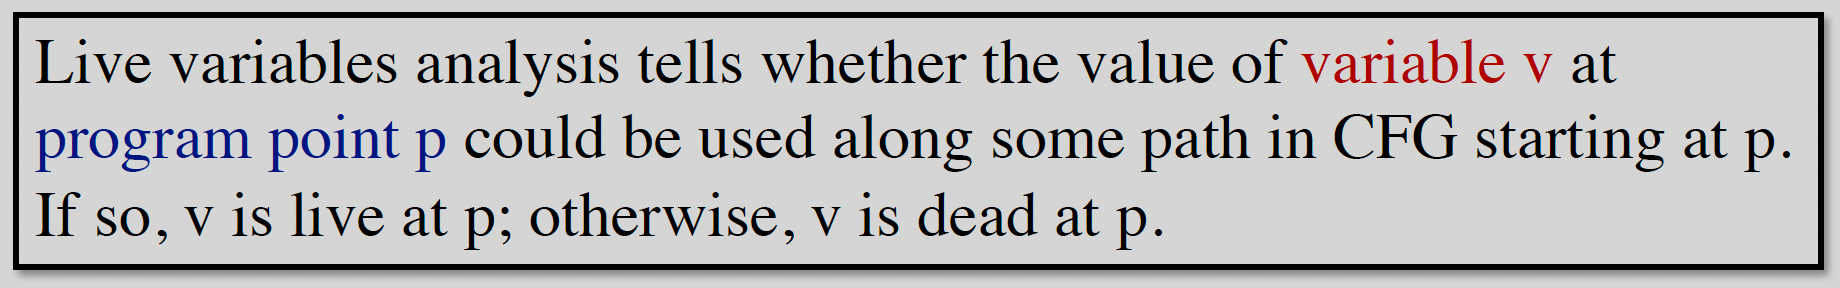 Live variables analysis tells whether the value of variable v at
program point p could be used along some path in CFG starting at p.
If so, v is live at p; otherwise, v is dead at p.